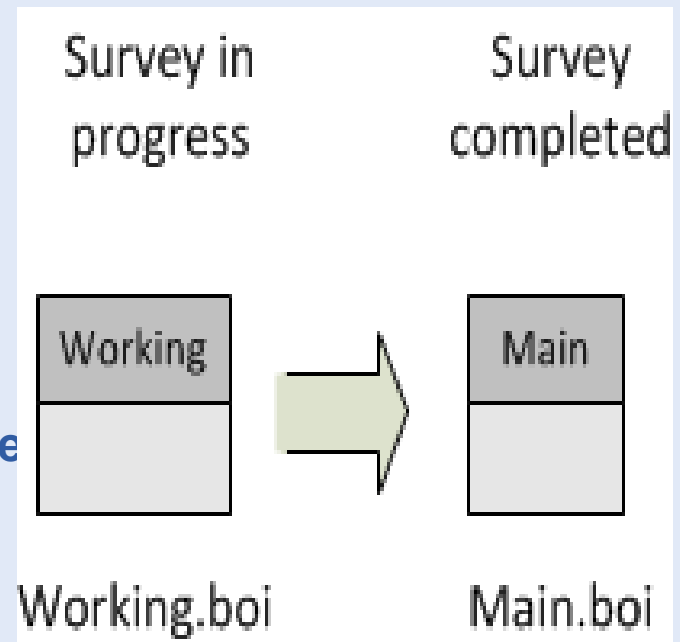 Survey in
progress
Survey
completed
Working
Main
e
Working.boi
Main.boi